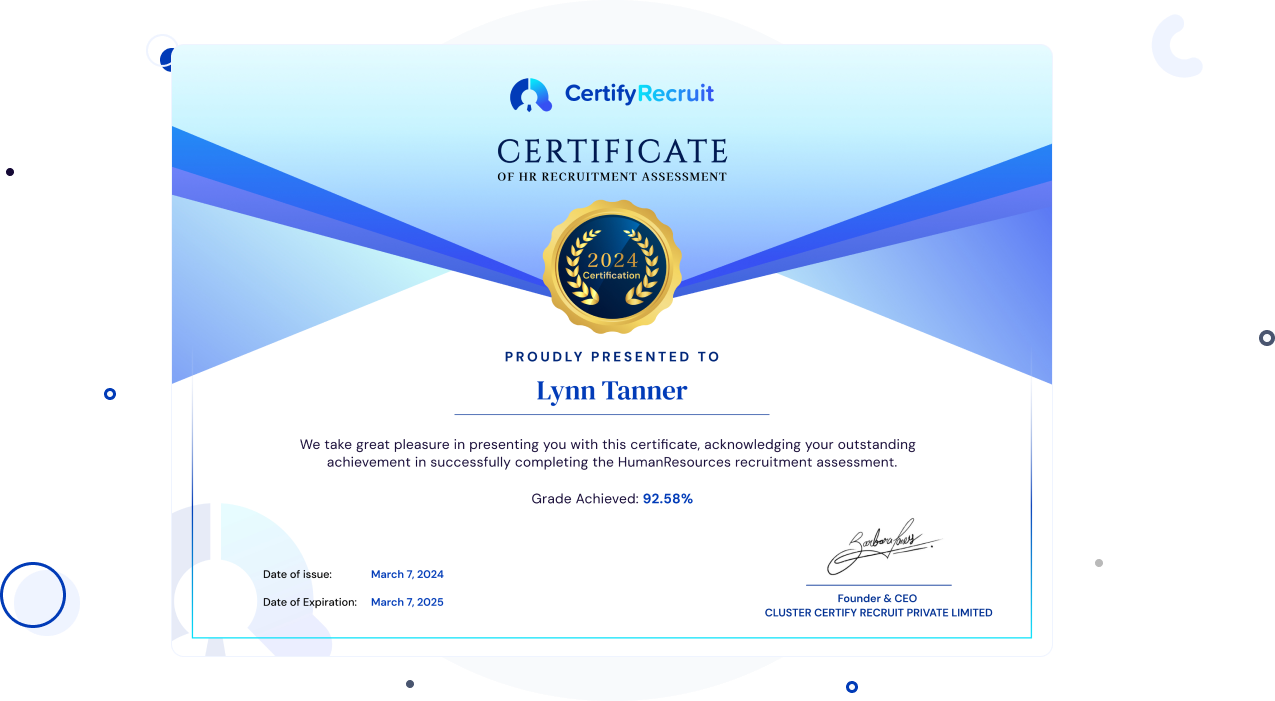 CertifyRecruit
CERTIFICATE
OF HR RECRUITMENT ASSESSMENT
2024
Certification
PROUDLY PRESENTED TO
Lynn Tanner
We take great pleasure in presenting you with this certificate, acknowledging your outstanding
achievement in successfully completing the HumanResources recruitment assessment.
Grade Achieved: 92.58%
Date of issue: March 7, 2024
Date of Expiration: March 7, 2025
Founder & CEO
CLUSTER CERTIFY RECRUIT PRIVATE LIMITED